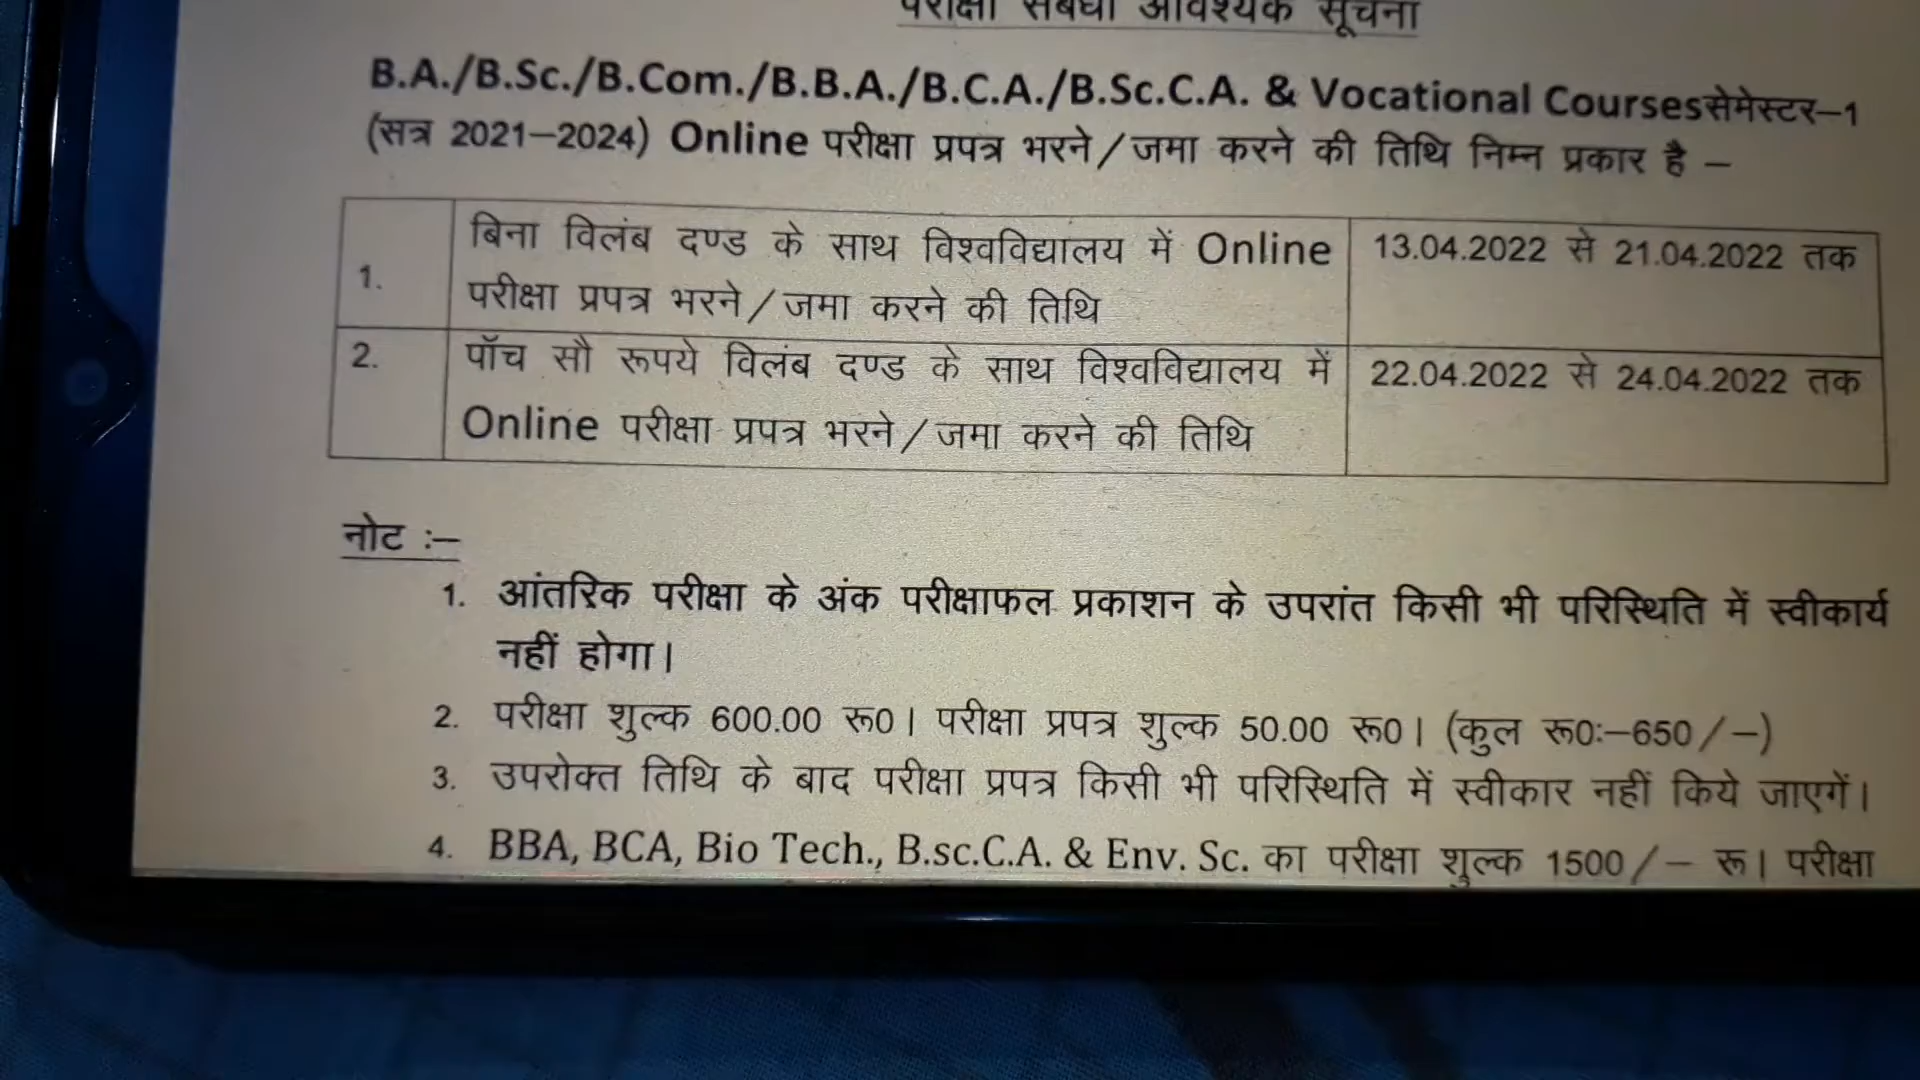 परीक्षा संबंधी आवश्यक सूचना
B.A./B.Sc./B.Com./B.B.A./B.C.A./B.Sc.C.A. & Vocational Coursesसेमेस्टर–1
(सत्र 2021–2024) Online परीक्षा प्रपत्र भरने/जमा करने की तिथि निम्न प्रकार है –
1. बिना विलंब दण्ड के साथ विश्वविद्यालय में Online 13.04.2022 से 21.04.2022 तक
परीक्षा प्रपत्र भरने/जमा करने की तिथि
2. पॉच सौ रूपये विलंब दण्ड के साथ विश्वविद्यालय में 22.04.2022 से 24.04.2022 तक
Online परीक्षा प्रपत्र भरने/जमा करने की तिथि
नोट :–
1. आंतरिक परीक्षा के अंक परीक्षाफल प्रकाशन के उपरांत किसी भी परिस्थिति में स्वीकार्य
नहीं होगा।
2. परीक्षा शुल्क 600.00 रू0। परीक्षा प्रपत्र शुल्क 50.00 रू0। (कुल रू0:–650/–)
3. उपरोक्त तिथि के बाद परीक्षा प्रपत्र किसी भी परिस्थिति में स्वीकार नहीं किये जाएगें।
4. BBA, BCA, Bio Tech., B.sc.C.A. & Env. Sc. का परीक्षा शुल्क 1500/– रू। परीक्षा